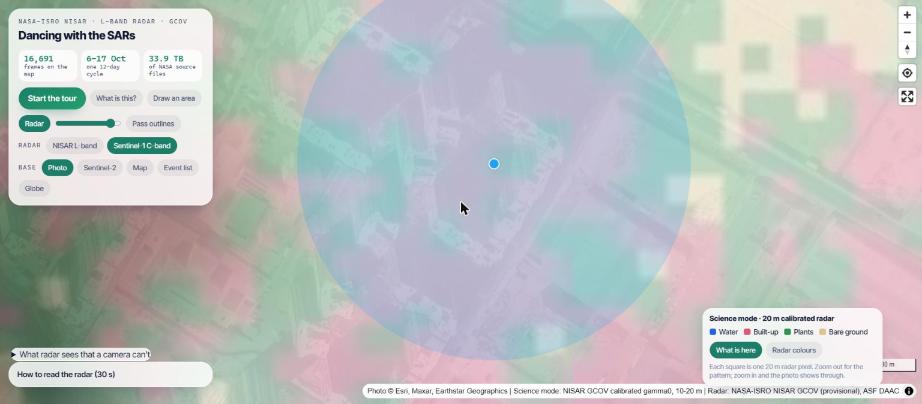 NASA-ISRO NISAR · L-BAND RADAR · GCOV
Dancing with the SARs
16,691
frames on the map
6–17 Oct
one 12-day cycle
33.9 TB
of NASA source files
Start the tour
What is this?
Draw an area
Radar
Pass outlines
RADAR
NISAR L-band
Sentinel-1 C-band
BASE
Photo
Sentinel-2
Map
Event list
Globe
What radar sees that a camera can't
How to read the radar (30 s)
Science mode · 20 m calibrated radar
Water
Built-up
Plants
Bare ground
What is here
Radar colours
Each square is one 20 m radar pixel. Zoom out for the
pattern; zoom in and the photo shows through.
Photo © Esri, Maxar, Earthstar Geographics | Science mode: NISAR GCOV calibrated gamma0, 10-20 m | Radar: NASA-ISRO NISAR GCOV (provisional), ASF DAAC